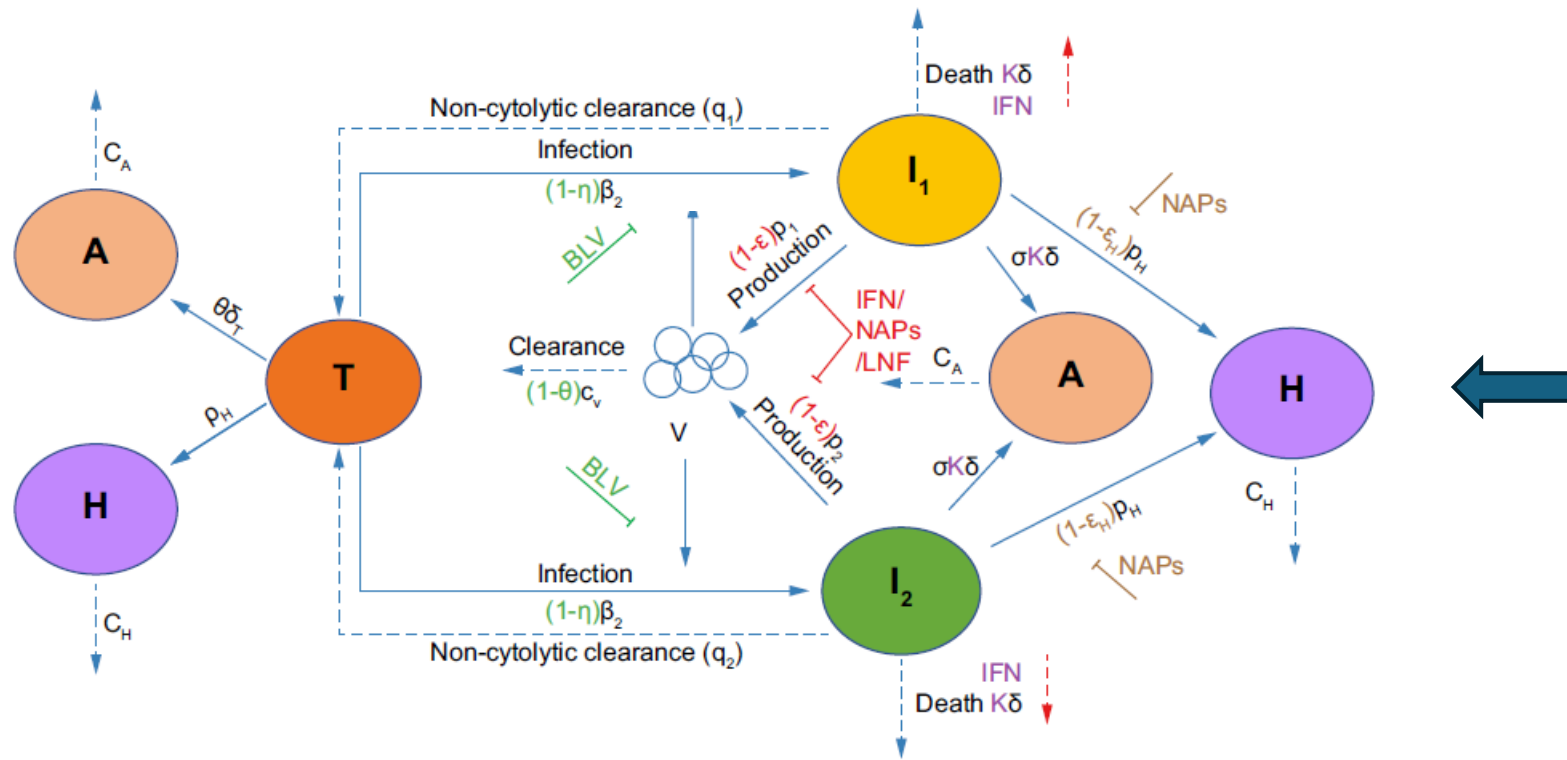 Death Kδ
IFN
Non-cytolytic clearance (q₁)
Infection
(1-η)β₂
I₁
NAPs
C_A
A
BLV
(1-ε)p₁
Production
(1-ε_H)p_H
σKδ
θδ_T
IFN/
NAPs
/LNF
Clearance
(1-θ)c_v
T
C_A
A
H
V
(1-ε)p₂
Production
ρ_H
BLV
σKδ
H
C_H
(1-ε_H)p_H
NAPs
Infection
(1-η)β₂
I₂
C_H
Non-cytolytic clearance (q₂)
IFN
Death Kδ